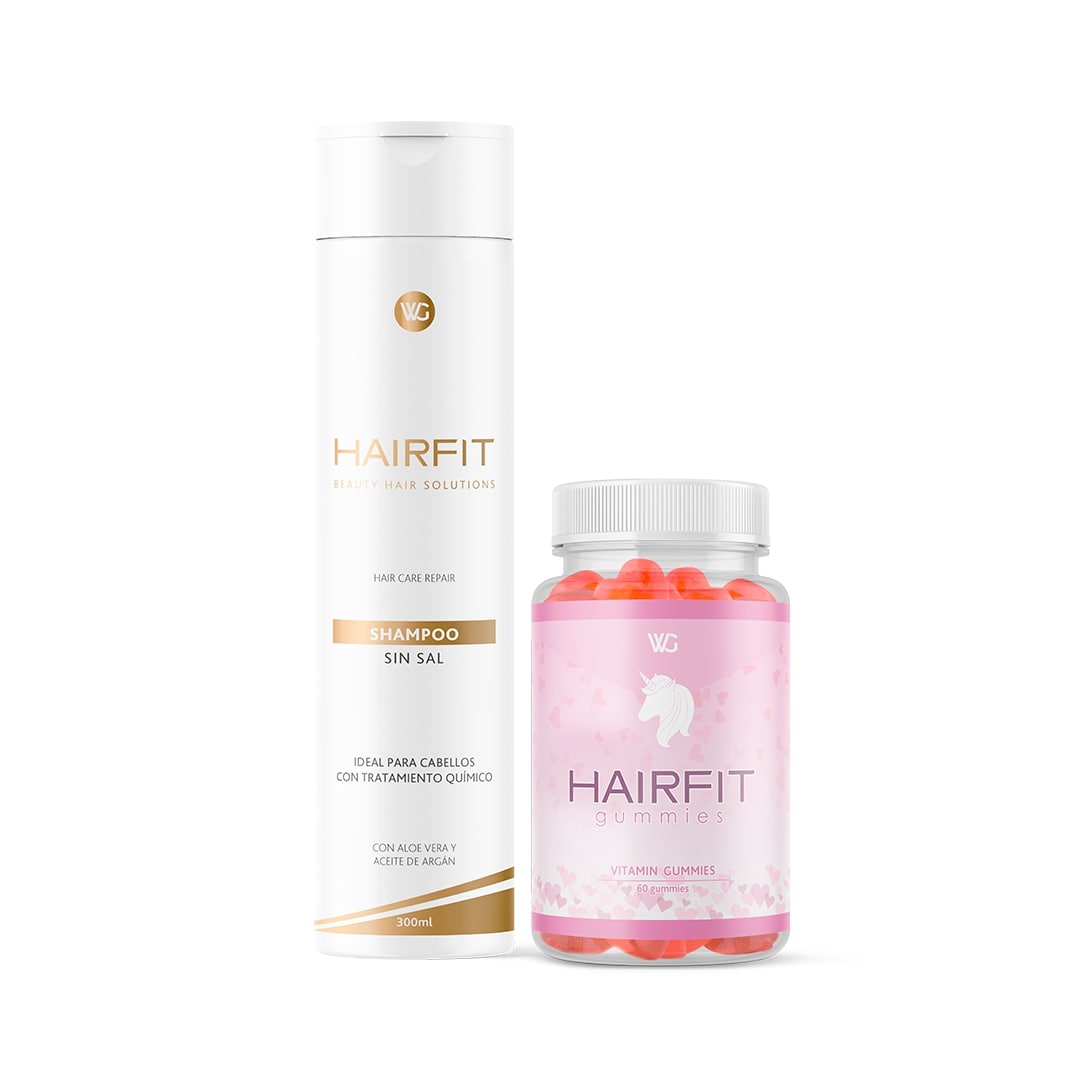 WG
HAIRFIT
BEAUTY HAIR SOLUTIONS
HAIR CARE REPAIR
SHAMPOO
SIN SAL
IDEAL PARA CABELLOS
CON TRATAMIENTO QUÍMICO
CON ALOE VERA Y
ACEITE DE ARGÁN
300ml
WG
HAIRFIT
gummies
VITAMIN GUMMIES
60 gummies